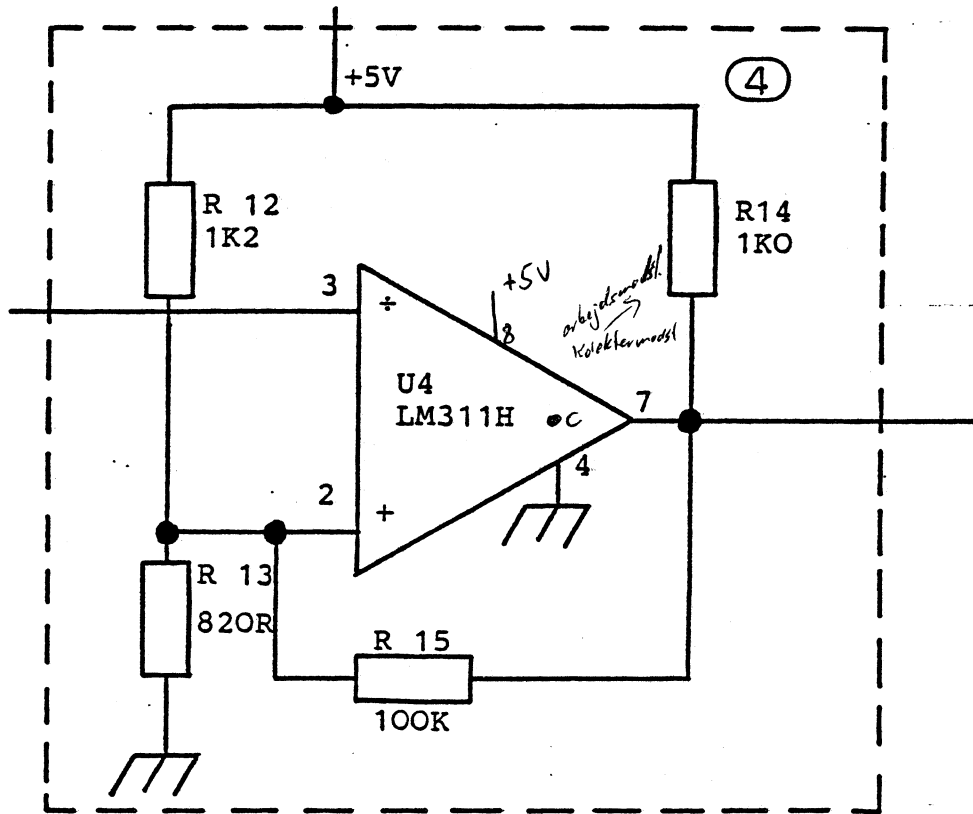 +5V
4
R 12
1K2
R14
1KO
3
÷
+5V
8
arbejdsmodst.
Kolektermodst
U4
LM311H
C
7
4
2
+
R 13
820R
R 15
100K